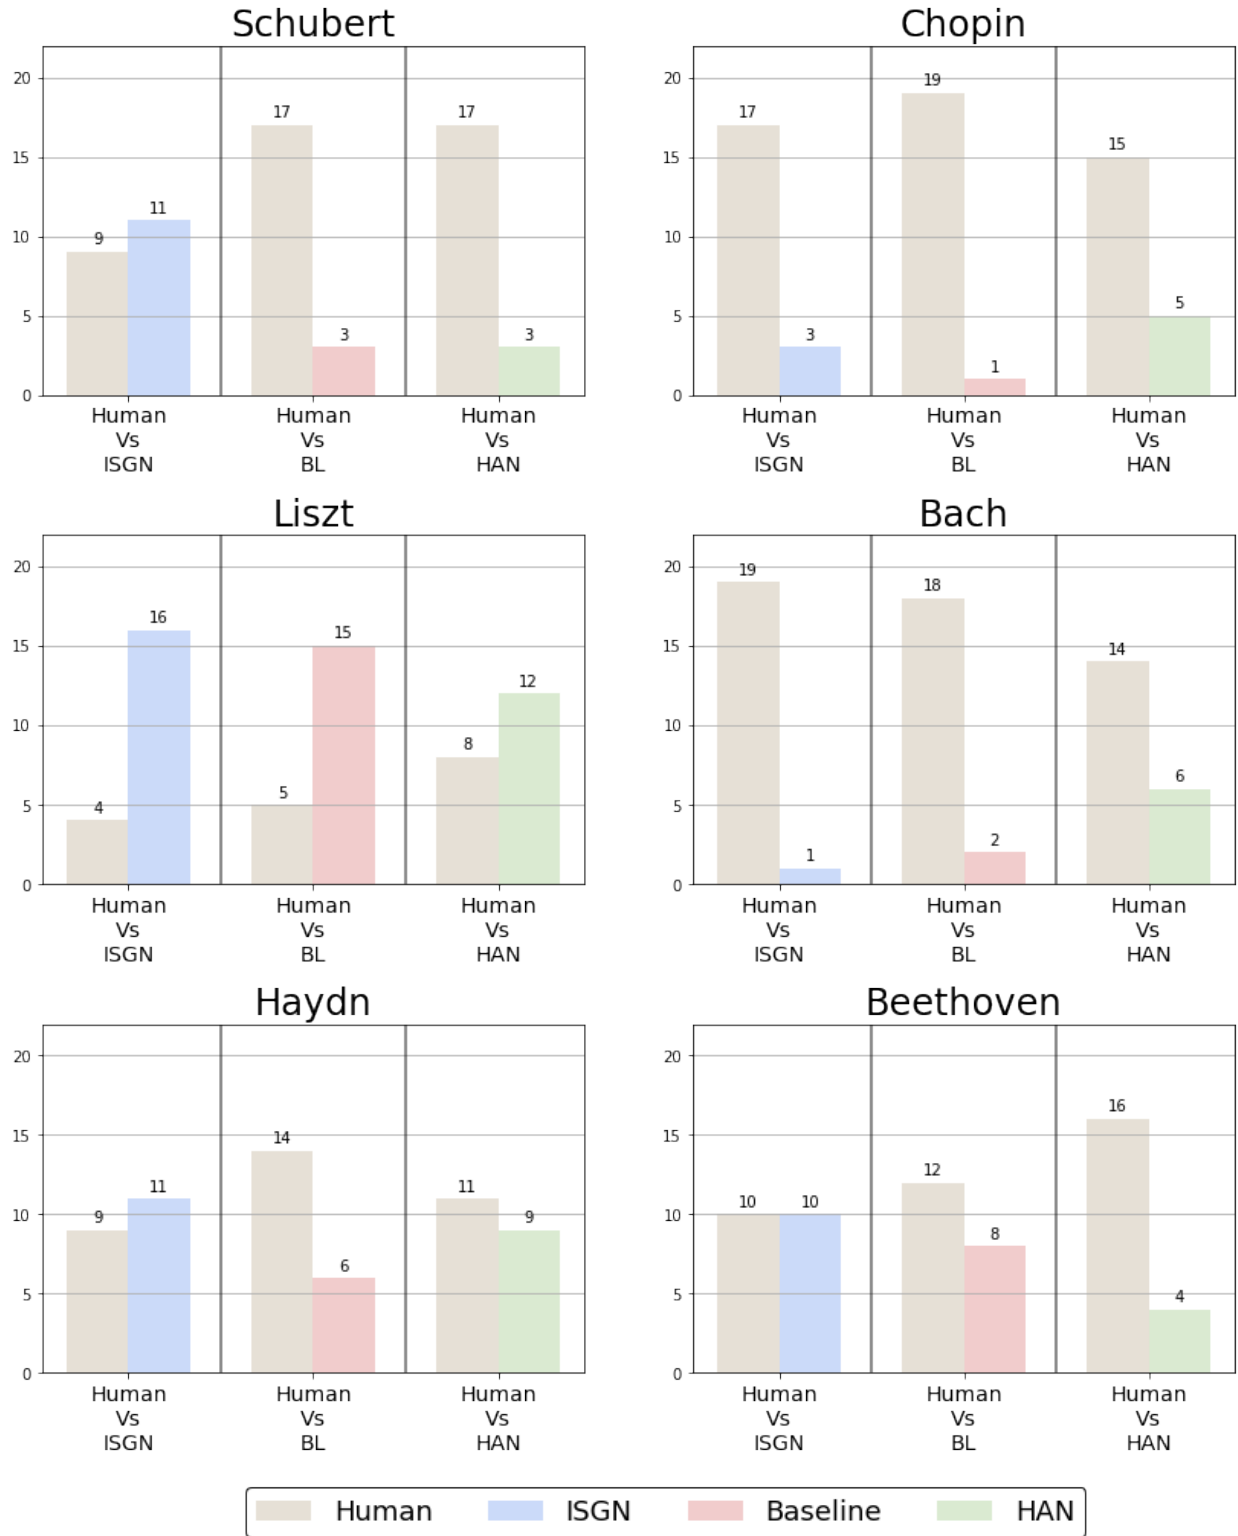 Schubert
20
15
10
5
0
9
11
17
3
17
3
Human
Vs
ISGN
Human
Vs
BL
Human
Vs
HAN
Chopin
20
15
10
5
0
17
3
19
1
15
5
Human
Vs
ISGN
Human
Vs
BL
Human
Vs
HAN
Liszt
20
15
10
5
0
4
16
5
15
8
12
Human
Vs
ISGN
Human
Vs
BL
Human
Vs
HAN
Bach
20
15
10
5
0
19
1
18
2
14
6
Human
Vs
ISGN
Human
Vs
BL
Human
Vs
HAN
Haydn
20
15
10
5
0
9
11
14
6
11
9
Human
Vs
ISGN
Human
Vs
BL
Human
Vs
HAN
Beethoven
20
15
10
5
0
10
10
12
8
16
4
Human
Vs
ISGN
Human
Vs
BL
Human
Vs
HAN
Human ISGN Baseline HAN